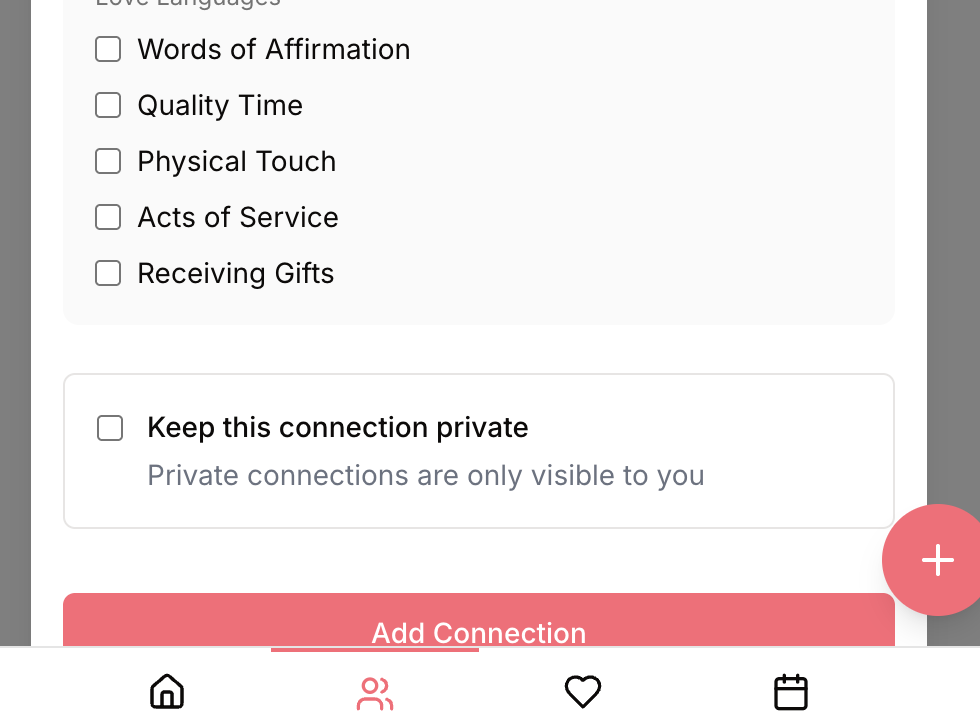 Love Languages
Words of Affirmation
Quality Time
Physical Touch
Acts of Service
Receiving Gifts
Keep this connection private
Private connections are only visible to you
Add Connection